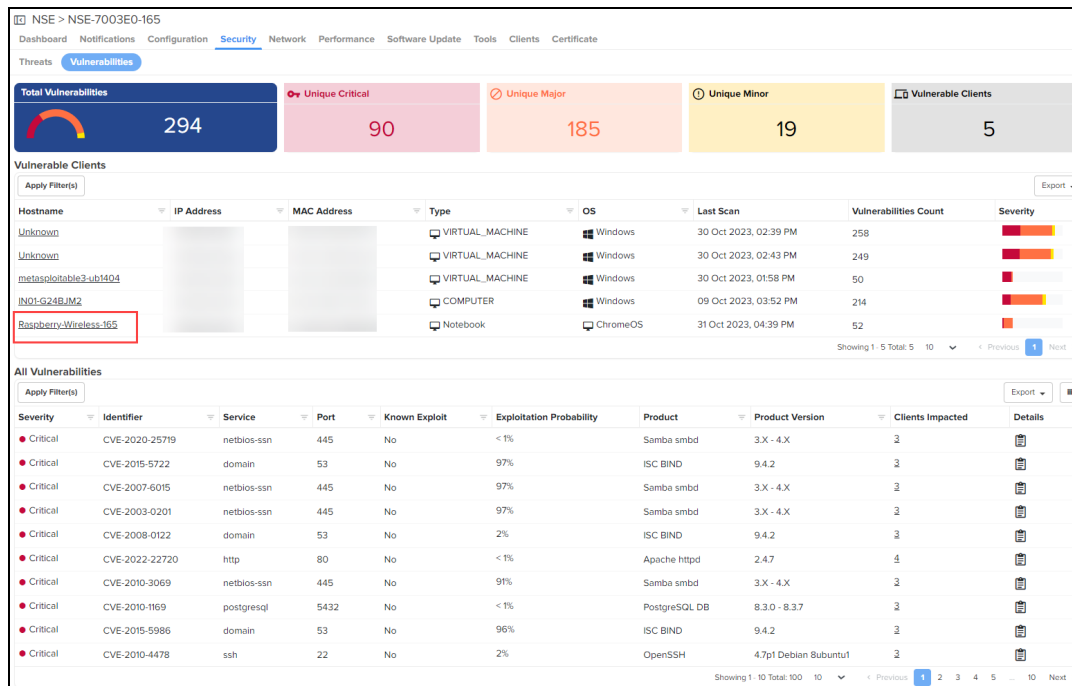 NSE > NSE-7003E0-165
Dashboard Notifications Configuration Security Network Performance Software Update Tools Clients Certificate
Threats Vulnerabilities
Total Vulnerabilities Unique Critical Unique Major Unique Minor Vulnerable Clients
294 90 185 19 5
Vulnerable Clients
Apply Filter(s) Export
Hostname IP Address MAC Address Type OS Last Scan Vulnerabilities Count Severity
Unknown VIRTUAL_MACHINE Windows 30 Oct 2023, 02:39 PM 258
Unknown VIRTUAL_MACHINE Windows 30 Oct 2023, 02:43 PM 249
metasploitable3-ub1404 VIRTUAL_MACHINE Windows 30 Oct 2023, 01:58 PM 50
IN01-G24BJM2 COMPUTER Windows 09 Oct 2023, 03:52 PM 214
Raspberry-Wireless-165 Notebook ChromeOS 31 Oct 2023, 04:39 PM 52
Showing 1 - 5 Total: 5 10 < Previous 1 Next
All Vulnerabilities
Apply Filter(s) Export
Severity Identifier Service Port Known Exploit Exploitation Probability Product Product Version Clients Impacted Details
Critical CVE-2020-25719 netbios-ssn 445 No < 1% Samba smbd 3.X - 4.X 3
Critical CVE-2015-5722 domain 53 No 97% ISC BIND 9.4.2 3
Critical CVE-2007-6015 netbios-ssn 445 No 97% Samba smbd 3.X - 4.X 3
Critical CVE-2003-0201 netbios-ssn 445 No 97% Samba smbd 3.X - 4.X 3
Critical CVE-2008-0122 domain 53 No 2% ISC BIND 9.4.2 3
Critical CVE-2022-22720 http 80 No < 1% Apache httpd 2.4.7 4
Critical CVE-2010-3069 netbios-ssn 445 No 91% Samba smbd 3.X - 4.X 3
Critical CVE-2010-1169 postgresql 5432 No < 1% PostgreSQL DB 8.3.0 - 8.3.7 3
Critical CVE-2015-5986 domain 53 No 96% ISC BIND 9.4.2 3
Critical CVE-2010-4478 ssh 22 No 2% OpenSSH 4.7p1 Debian 8ubuntu1 3
Showing 1 - 10 Total: 100 10 < Previous 1 2 3 4 5 ... 10 Next